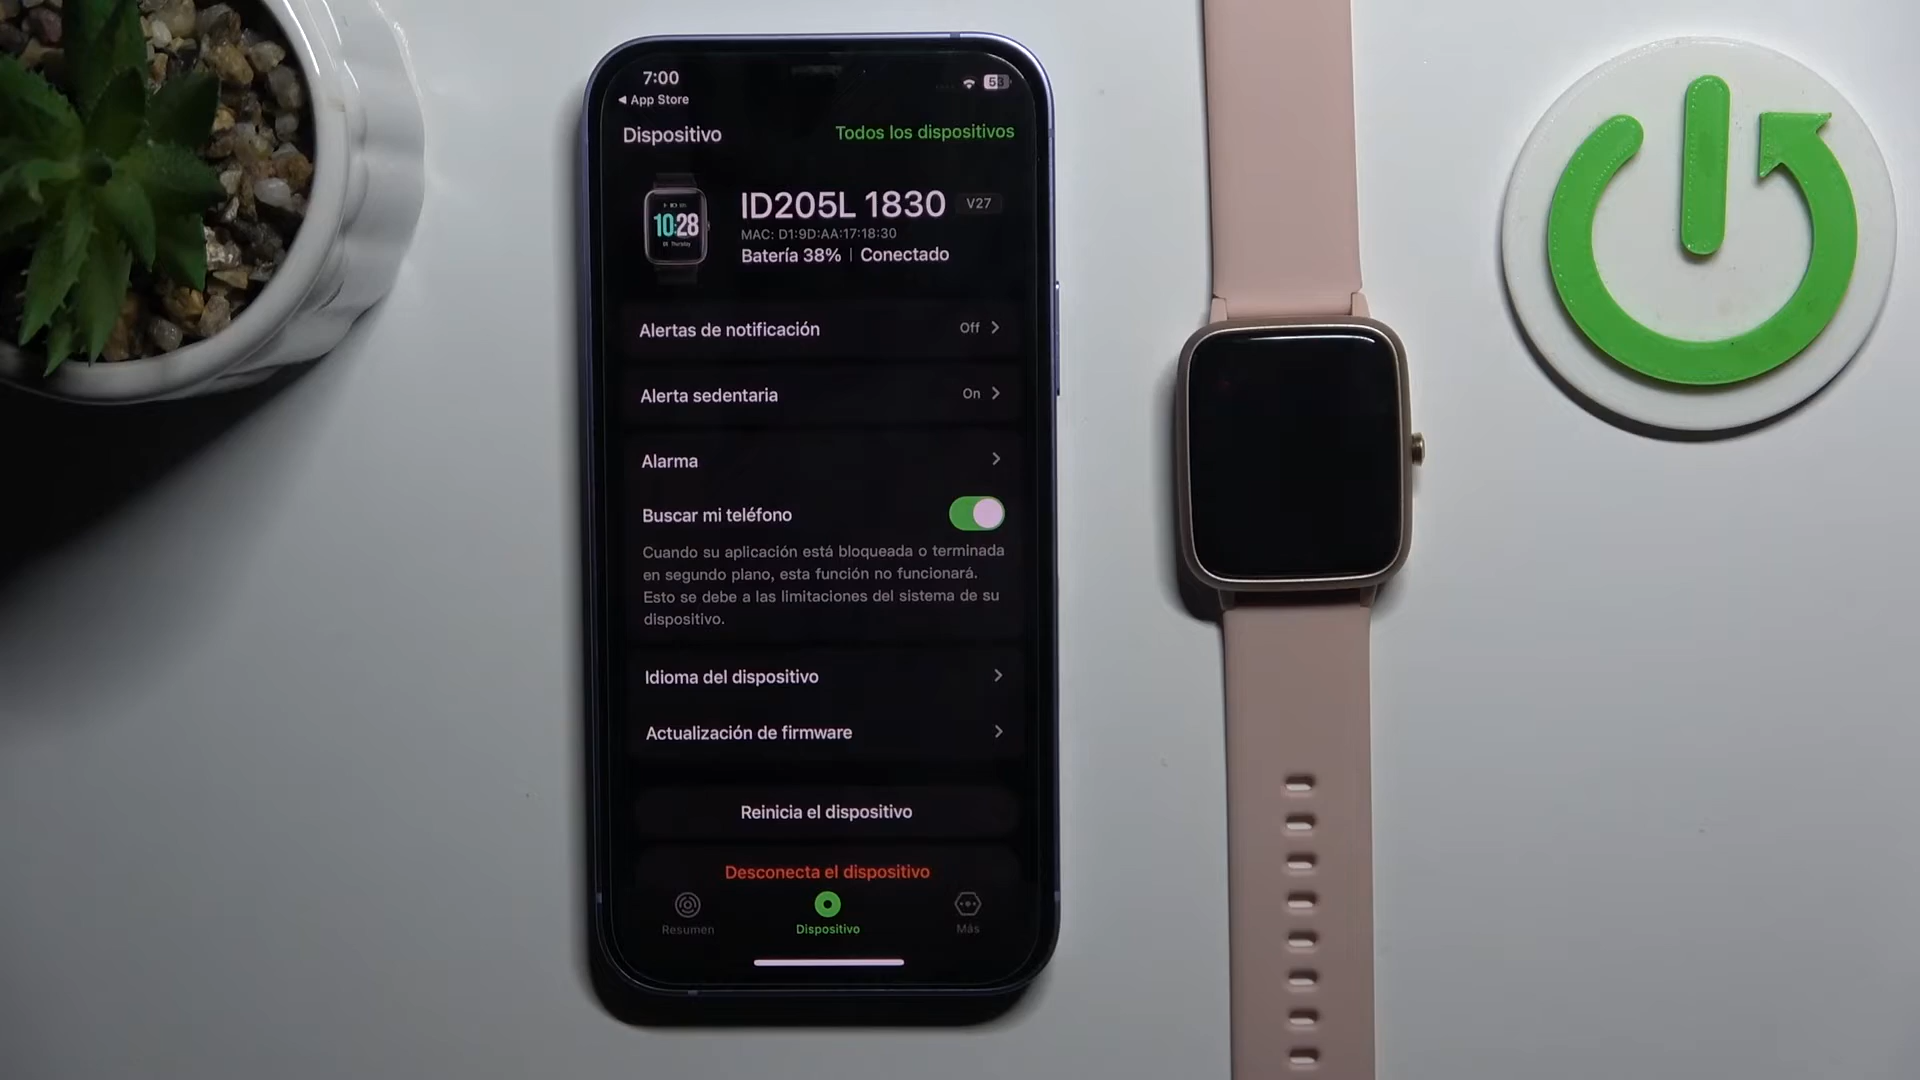 7:00
53
◀ App Store
Dispositivo
Todos los dispositivos
10:28
ID205L 1830
V27
MAC: D1:9D:AA:17:18:30
Batería 38% | Conectado
Alertas de notificación
Off
Alerta sedentaria
On
Alarma
Buscar mi teléfono
Cuando su aplicación está bloqueada o terminada
en segundo plano, esta función no funcionará.
Esto se debe a las limitaciones del sistema de su
dispositivo.
Idioma del dispositivo
Actualización de firmware
Reinicia el dispositivo
Desconecta el dispositivo
Resumen
Dispositivo
Más